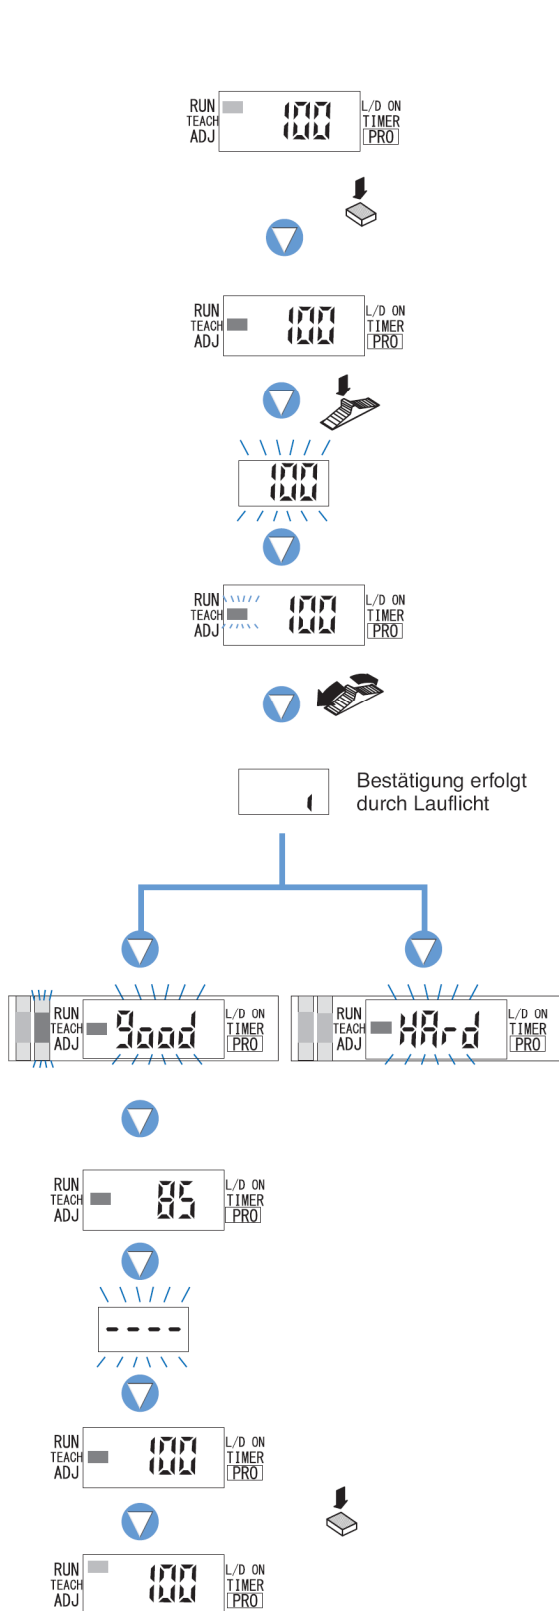 RUN
TEACH
ADJ
100
L/D ON
TIMER
PRO
RUN
TEACH
ADJ
100
L/D ON
TIMER
PRO
100
RUN
TEACH
ADJ
100
L/D ON
TIMER
PRO
Bestätigung erfolgt
durch Lauflicht
RUN
TEACH
ADJ
good
L/D ON
TIMER
PRO
RUN
TEACH
ADJ
HArd
L/D ON
TIMER
PRO
RUN
TEACH
ADJ
85
L/D ON
TIMER
PRO
----
RUN
TEACH
ADJ
100
L/D ON
TIMER
PRO
RUN
TEACH
ADJ
100
L/D ON
TIMER
PRO